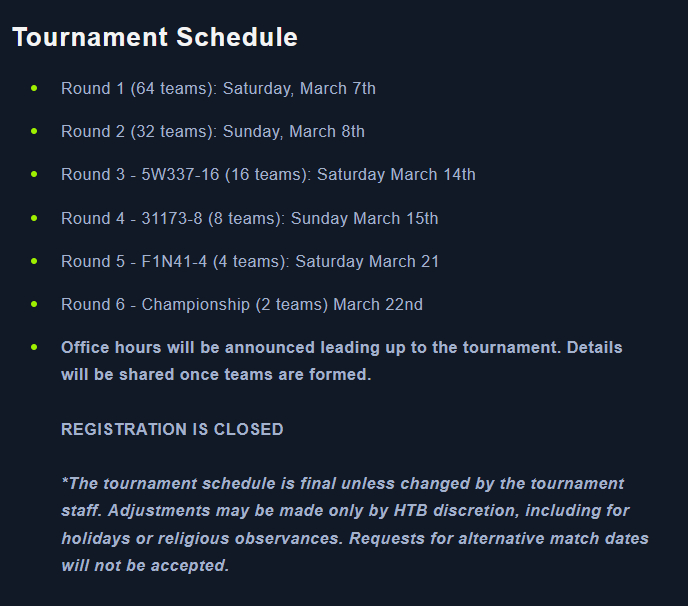 Tournament Schedule
Round 1 (64 teams): Saturday, March 7th
Round 2 (32 teams): Sunday, March 8th
Round 3 - 5W337-16 (16 teams): Saturday March 14th
Round 4 - 31173-8 (8 teams): Sunday March 15th
Round 5 - F1N41-4 (4 teams): Saturday March 21
Round 6 - Championship (2 teams) March 22nd
Office hours will be announced leading up to the tournament. Details
will be shared once teams are formed.
REGISTRATION IS CLOSED
*The tournament schedule is final unless changed by the tournament
staff. Adjustments may be made only by HTB discretion, including for
holidays or religious observances. Requests for alternative match dates
will not be accepted.